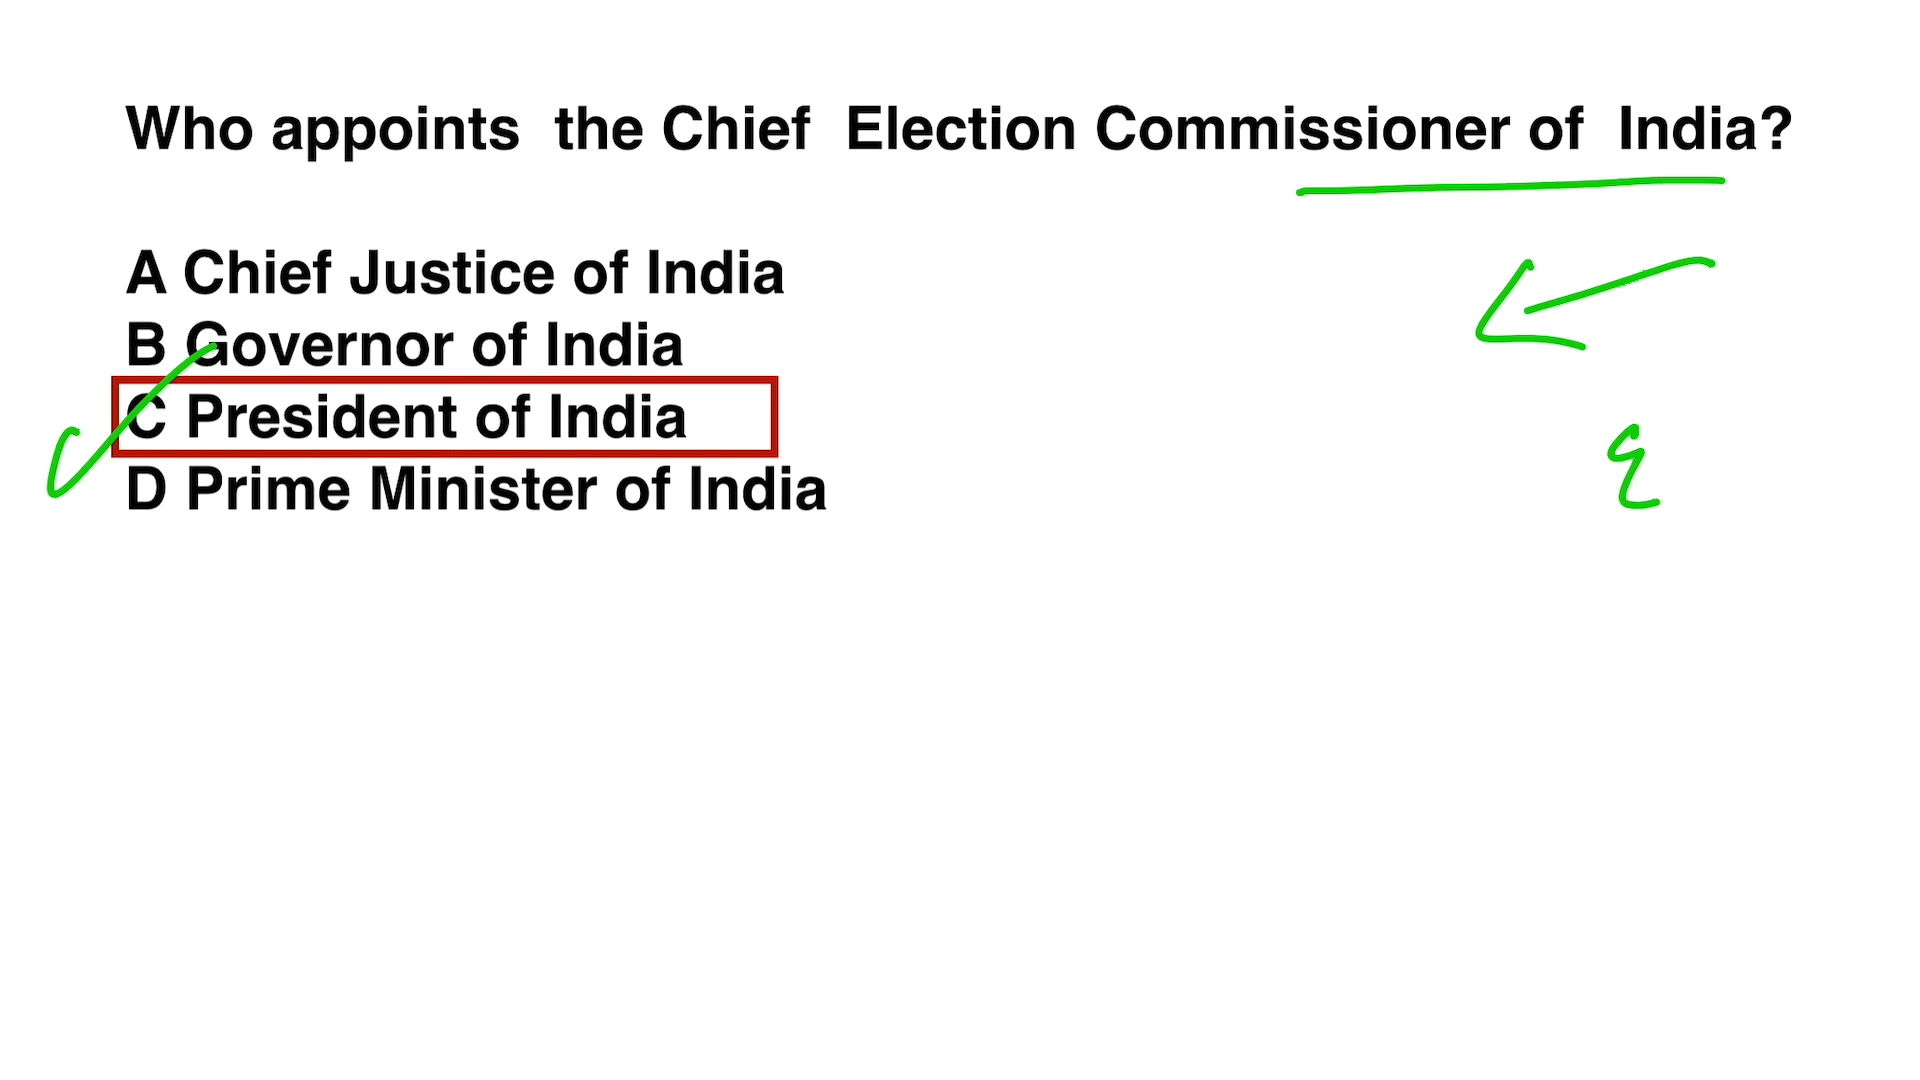 Who appoints the Chief Election Commissioner of India?
A Chief Justice of India
B Governor of India
C President of India
D Prime Minister of India